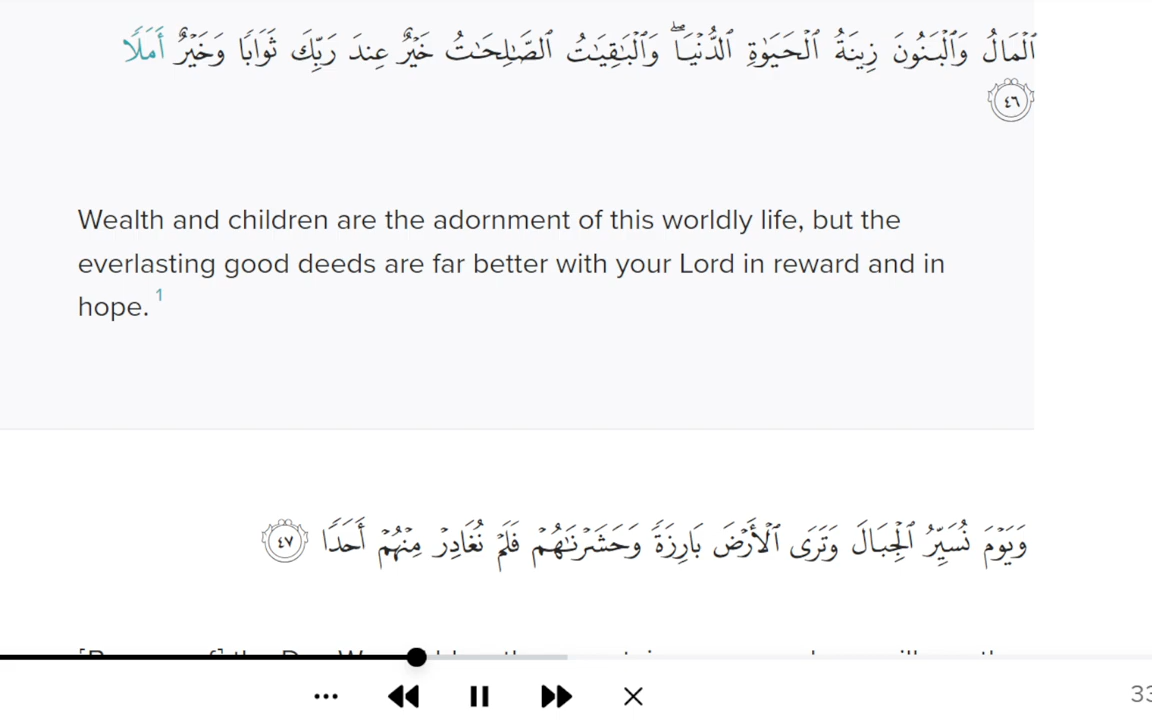 ٱلْمَالُ وَٱلْبَنُونَ زِينَةُ ٱلْحَيَوٰةِ ٱلدُّنْيَا ۖ وَٱلْبَٰقِيَٰتُ ٱلصَّٰلِحَٰتُ خَيْرٌ عِندَ رَبِّكَ ثَوَابًا وَخَيْرٌ أَمَلًا
٤٦
Wealth and children are the adornment of this worldly life, but the
everlasting good deeds are far better with your Lord in reward and in
hope. 1
وَيَوْمَ نُسَيِّرُ ٱلْجِبَالَ وَتَرَى ٱلْأَرْضَ بَارِزَةً وَحَشَرْنَٰهُمْ فَلَمْ نُغَادِرْ مِنْهُمْ أَحَدًا ٤٧